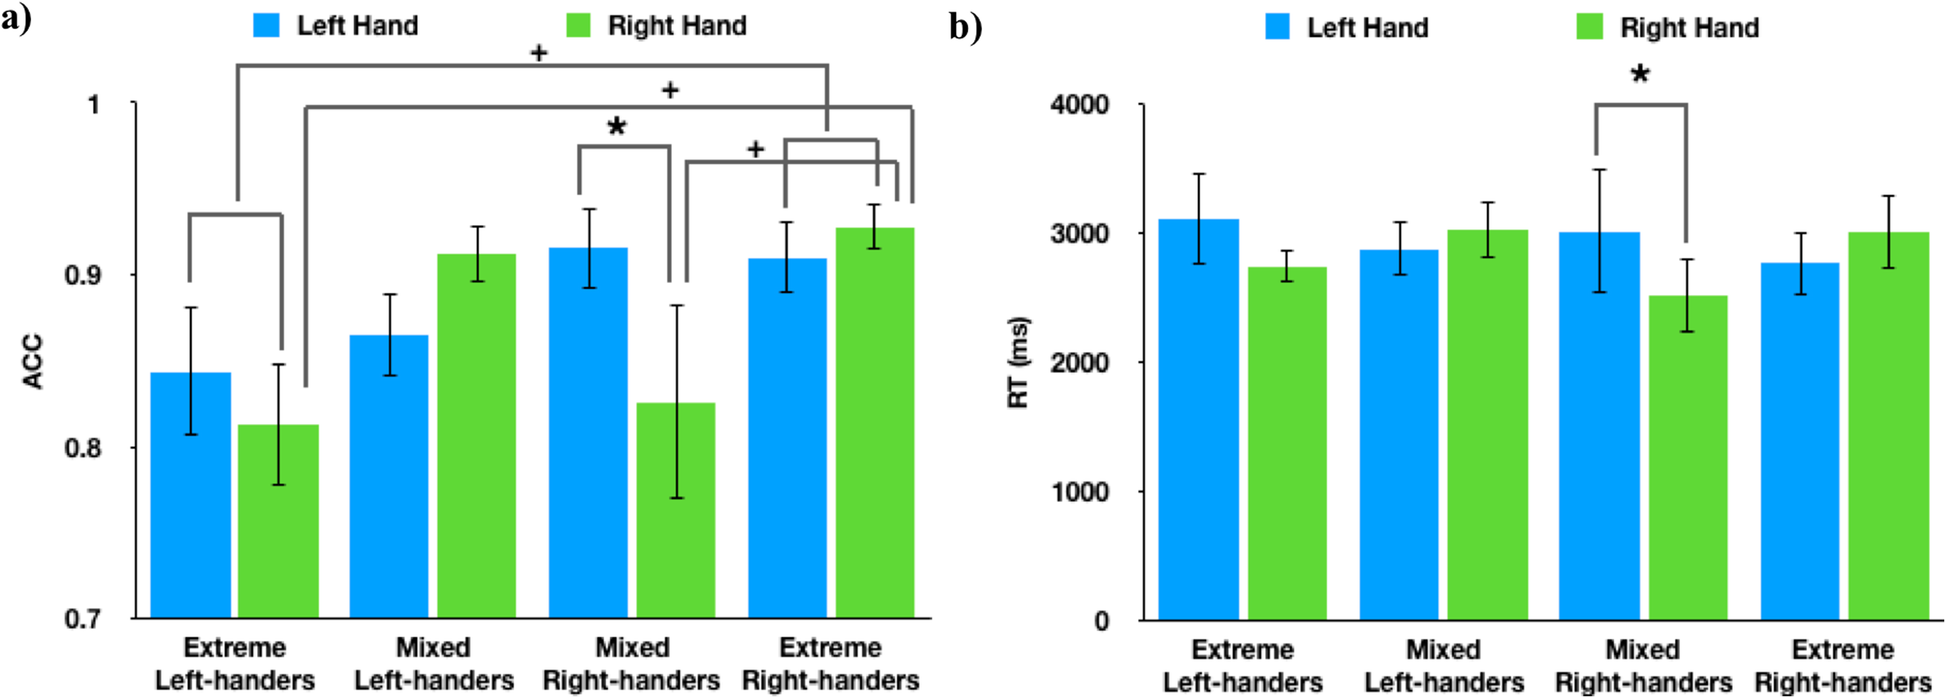 a)
Left Hand
Right Hand
+
+
*
+
1
0.9
0.8
0.7
ACC
Extreme
Left-handers
Mixed
Left-handers
Mixed
Right-handers
Extreme
Right-handers
b)
Left Hand
Right Hand
*
4000
3000
2000
1000
0
RT (ms)
Extreme
Left-handers
Mixed
Left-handers
Mixed
Right-handers
Extreme
Right-handers